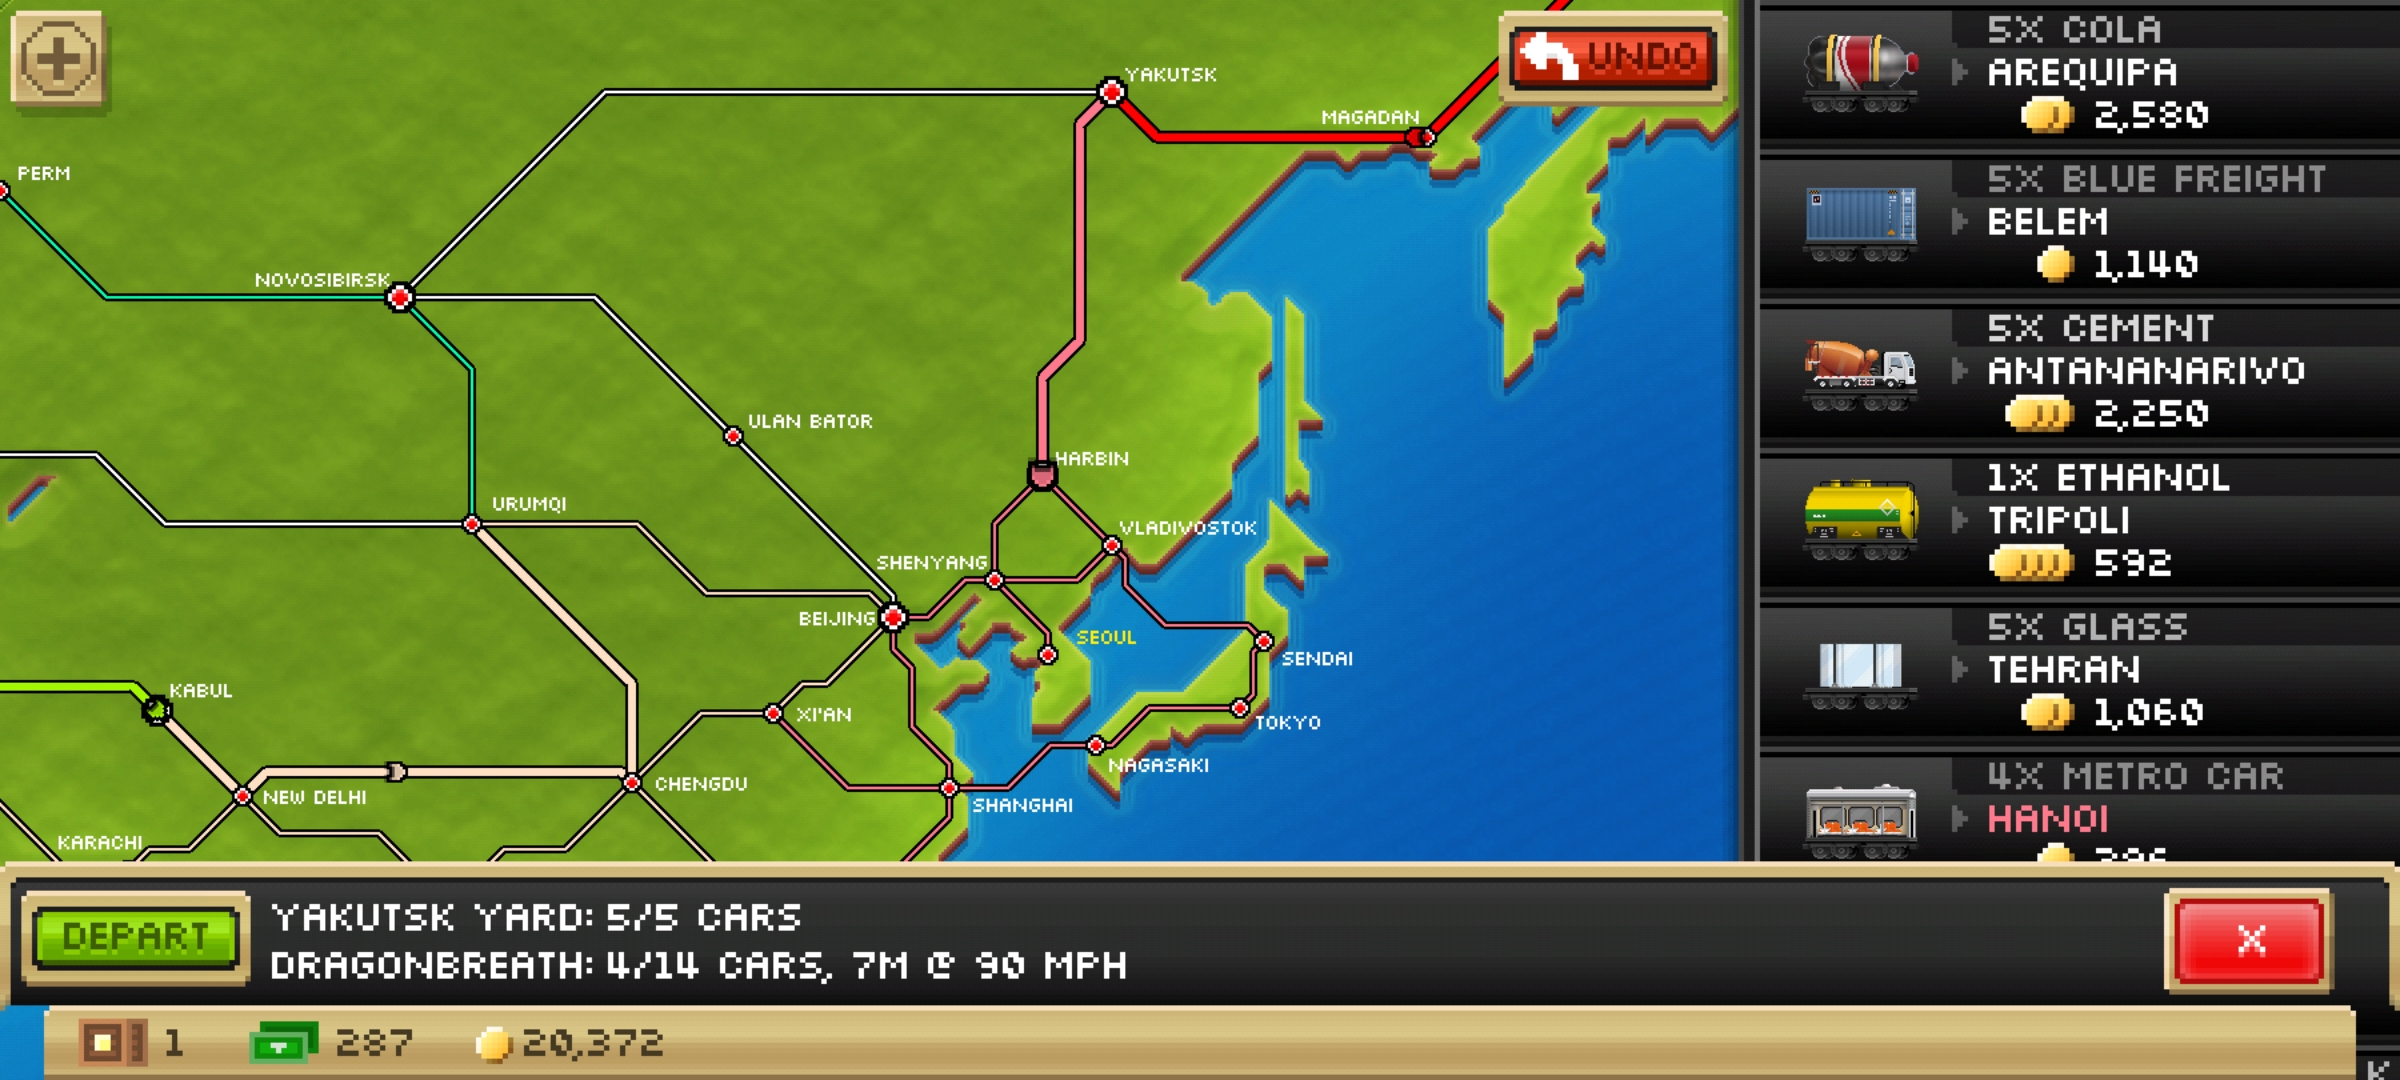 YAKUTSK
UNDO
MAGADAN
PERM
NOVOSIBIRSK
ULAN BATOR
HARBIN
URUMQI
VLADIVOSTOK
SHENYANG
BEIJING
SEOUL
SENDAI
KABUL
XI'AN
TOKYO
NAGASAKI
CHENGDU
NEW DELHI
SHANGHAI
KARACHI
5X COLA
AREQUIPA
2,580
5X BLUE FREIGHT
BELEM
1,140
5X CEMENT
ANTANANARIVO
2,250
1X ETHANOL
TRIPOLI
592
5X GLASS
TEHRAN
1,060
4X METRO CAR
HANOI
DEPART
YAKUTSK YARD: 5/5 CARS
DRAGONBREATH: 4/14 CARS, 7M @ 90 MPH
X
1
287
20,372